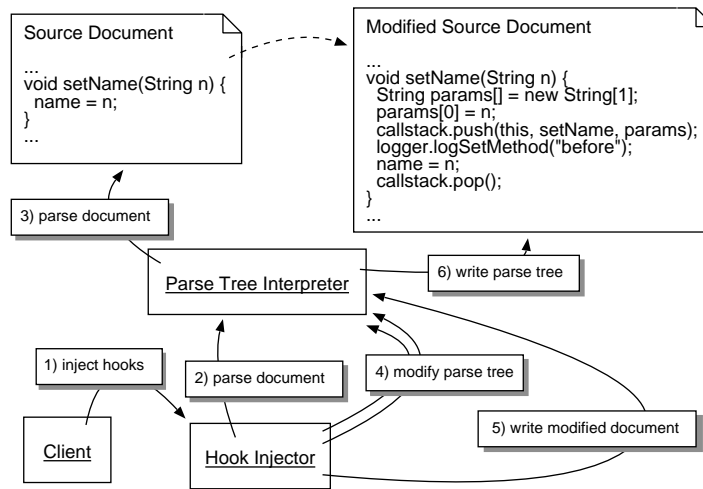 Source Document
...
void setName(String n) {
name = n;
}
...
Modified Source Document
...
void setName(String n) {
String params[] = new String[1];
params[0] = n;
callstack.push(this, setName, params);
logger.logSetMethod("before");
name = n;
callstack.pop();
}
...
3) parse document
Parse Tree Interpreter
6) write parse tree
1) inject hooks
2) parse document
4) modify parse tree
5) write modified document
Client
Hook Injector